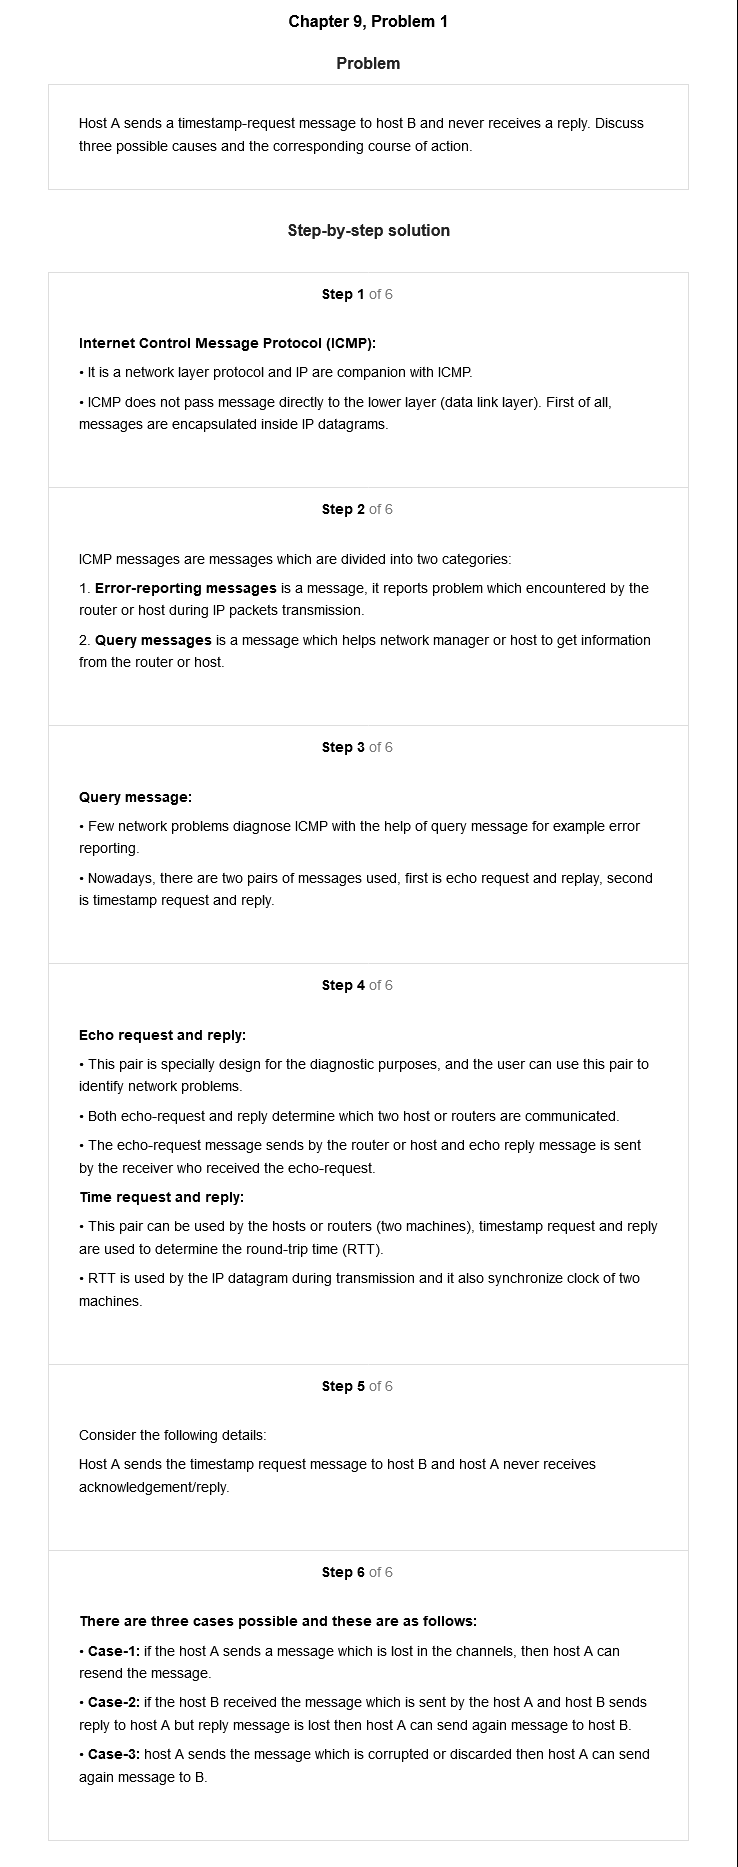 Chapter 9, Problem 1
Problem
Host A sends a timestamp-request message to host B and never receives a reply. Discuss
three possible causes and the corresponding course of action.
Step-by-step solution
Step 1 of 6
Internet Control Message Protocol (ICMP):
• It is a network layer protocol and IP are companion with ICMP.
• ICMP does not pass message directly to the lower layer (data link layer). First of all,
messages are encapsulated inside IP datagrams.
Step 2 of 6
ICMP messages are messages which are divided into two categories:
1. Error-reporting messages is a message, it reports problem which encountered by the
router or host during IP packets transmission.
2. Query messages is a message which helps network manager or host to get information
from the router or host.
Step 3 of 6
Query message:
• Few network problems diagnose ICMP with the help of query message for example error
reporting.
• Nowadays, there are two pairs of messages used, first is echo request and replay, second
is timestamp request and reply.
Step 4 of 6
Echo request and reply:
• This pair is specially design for the diagnostic purposes, and the user can use this pair to
identify network problems.
• Both echo-request and reply determine which two host or routers are communicated.
• The echo-request message sends by the router or host and echo reply message is sent
by the receiver who received the echo-request.
Time request and reply:
• This pair can be used by the hosts or routers (two machines), timestamp request and reply
are used to determine the round-trip time (RTT).
• RTT is used by the IP datagram during transmission and it also synchronize clock of two
machines.
Step 5 of 6
Consider the following details:
Host A sends the timestamp request message to host B and host A never receives
acknowledgement/reply.
Step 6 of 6
There are three cases possible and these are as follows:
• Case-1: if the host A sends a message which is lost in the channels, then host A can
resend the message.
• Case-2: if the host B received the message which is sent by the host A and host B sends
reply to host A but reply message is lost then host A can send again message to host B.
• Case-3: host A sends the message which is corrupted or discarded then host A can send
again message to B.